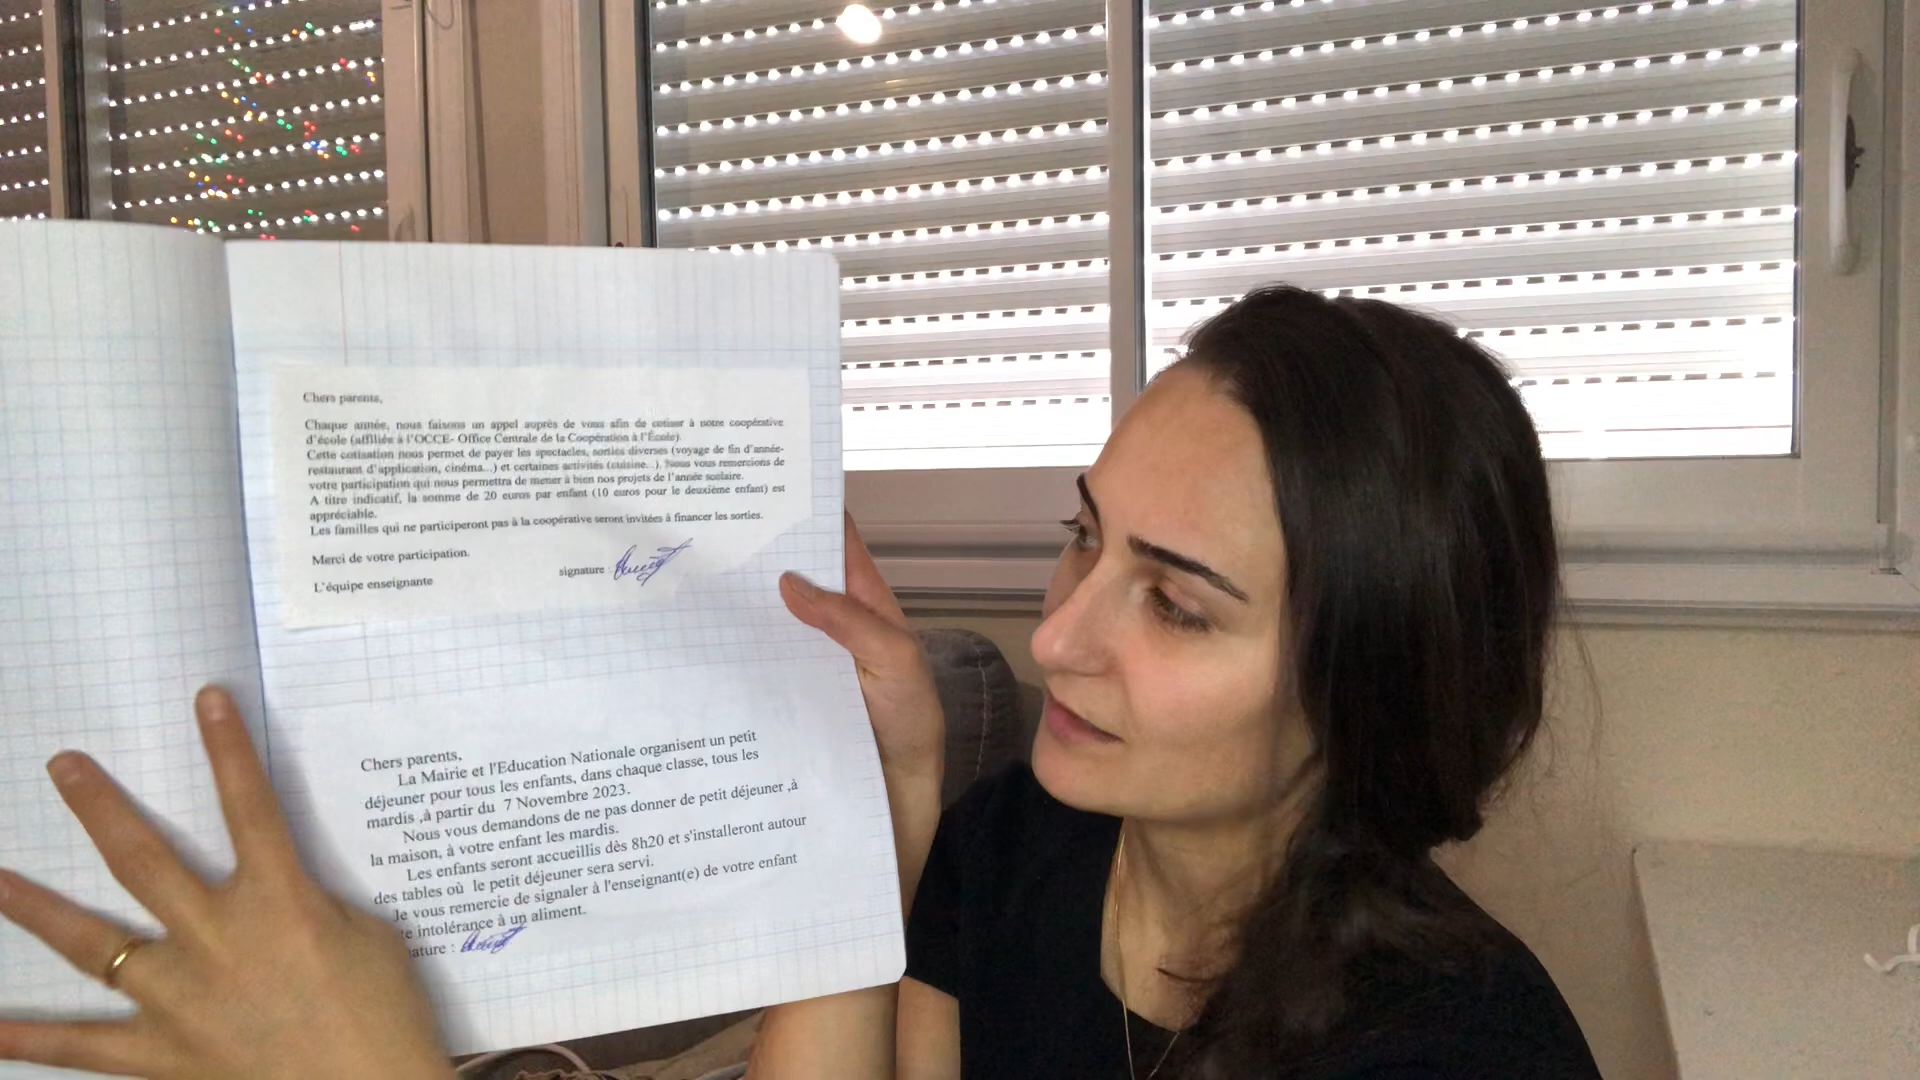 Chers parents,
Chaque année, nous faisons un appel auprès de vous afin de cotiser à notre coopérative
d'école (affiliée à l'OCCE- Office Centrale de la Coopération à l'École).
Cette cotisation nous permet de payer les spectacles, sorties diverses (voyage de fin d'année-
restaurant d'application, cinéma...) et certaines activités (cuisine...). Nous vous remercions de
votre participation qui nous permettra de mener à bien nos projets de l'année scolaire.
A titre indicatif, la somme de 20 euros par enfant (10 euros pour le deuxième enfant) est
appréciable.
Les familles qui ne participeront pas à la coopérative seront invitées à financer les sorties.
Merci de votre participation.
signature :
L'équipe enseignante
Chers parents,
La Mairie et l'Education Nationale organisent un petit
déjeuner pour tous les enfants, dans chaque classe, tous les
mardis ,à partir du 7 Novembre 2023.
Nous vous demandons de ne pas donner de petit déjeuner ,à
la maison, à votre enfant les mardis.
Les enfants seront accueillis dès 8h20 et s'installeront autour
des tables où le petit déjeuner sera servi.
Je vous remercie de signaler à l'enseignant(e) de votre enfant
te intolérance à un aliment.
ature :